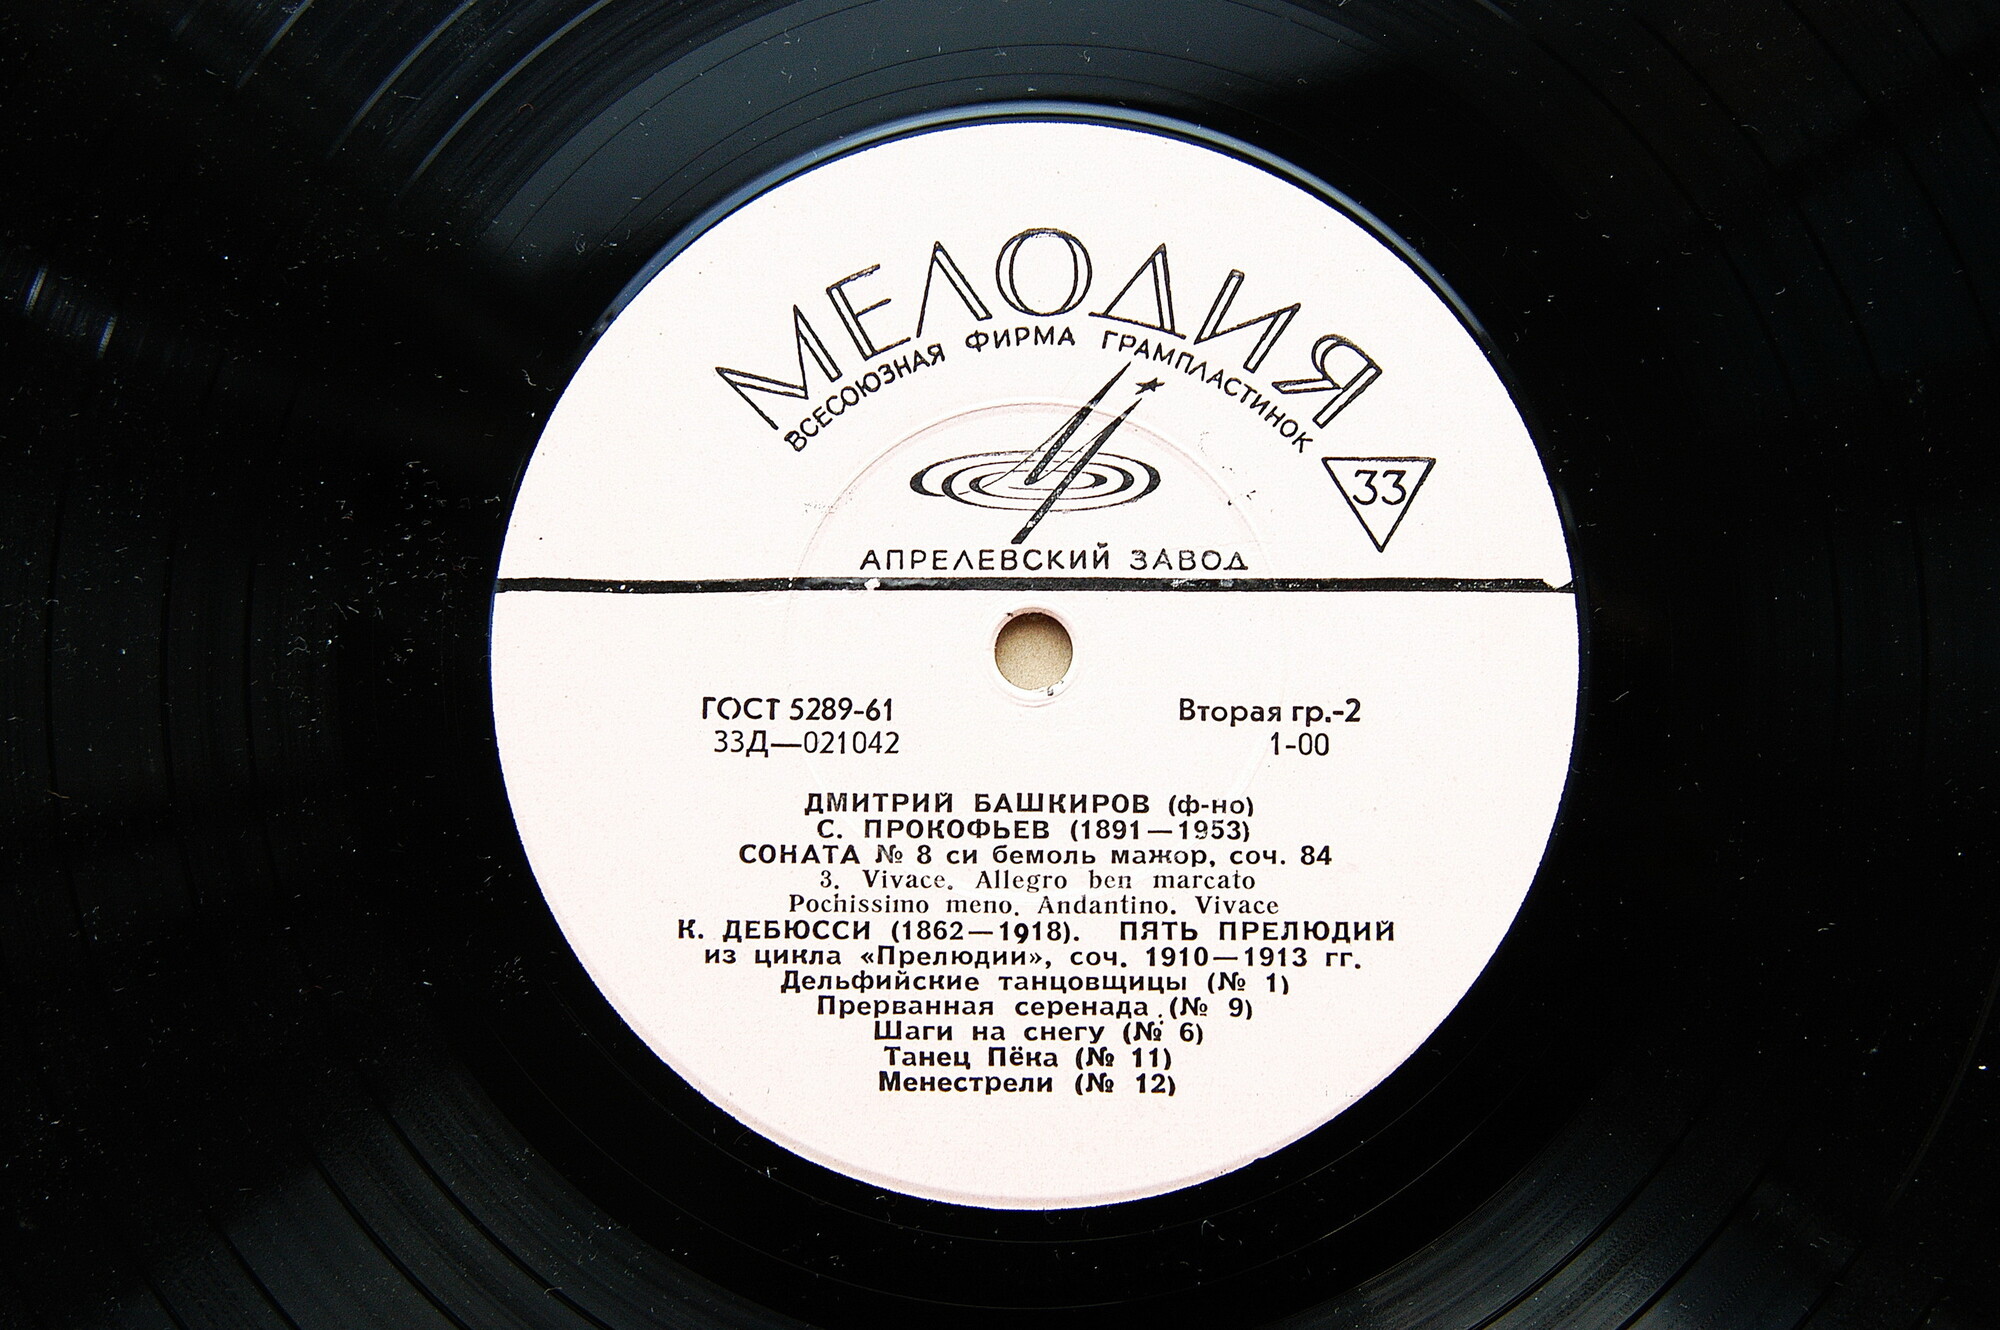 МЕЛОДИЯ
ВСЕСОЮЗНАЯ ФИРМА ГРАМПЛАСТИНОК
33
АПРЕЛЕВСКИЙ ЗАВОД
ГОСТ 5289-61 Вторая гр.-2
33Д—021042 1-00
ДМИТРИЙ БАШКИРОВ (ф-но)
С. ПРОКОФЬЕВ (1891—1953)
СОНАТА № 8 си бемоль мажор, соч. 84
3. Vivace. Allegro ben marcato
Pochissimo meno. Andantino. Vivace
К. ДЕБЮССИ (1862—1918). ПЯТЬ ПРЕЛЮДИЙ
из цикла «Прелюдии», соч. 1910—1913 гг.
Дельфийские танцовщицы (№ 1)
Прерванная серенада (№ 9)
Шаги на снегу (№ 6)
Танец Пёка (№ 11)
Менестрели (№ 12)